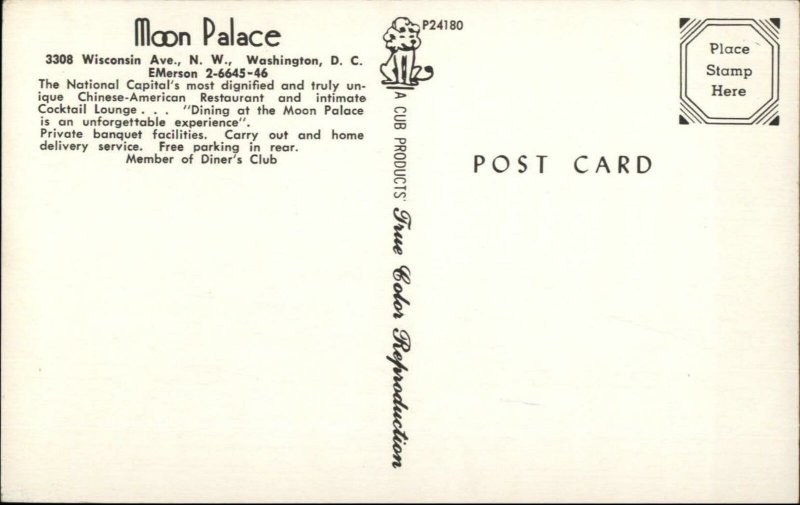 Moon Palace
3308 Wisconsin Ave., N. W., Washington, D. C.
EMerson 2-6645-46
The National Capital's most dignified and truly un-
ique Chinese-American Restaurant and intimate
Cocktail Lounge . . . "Dining at the Moon Palace
is an unforgettable experience".
Private banquet facilities. Carry out and home
delivery service. Free parking in rear.
Member of Diner's Club
P24180
A CUB PRODUCTS' True Color Reproduction
Place
Stamp
Here
POST CARD